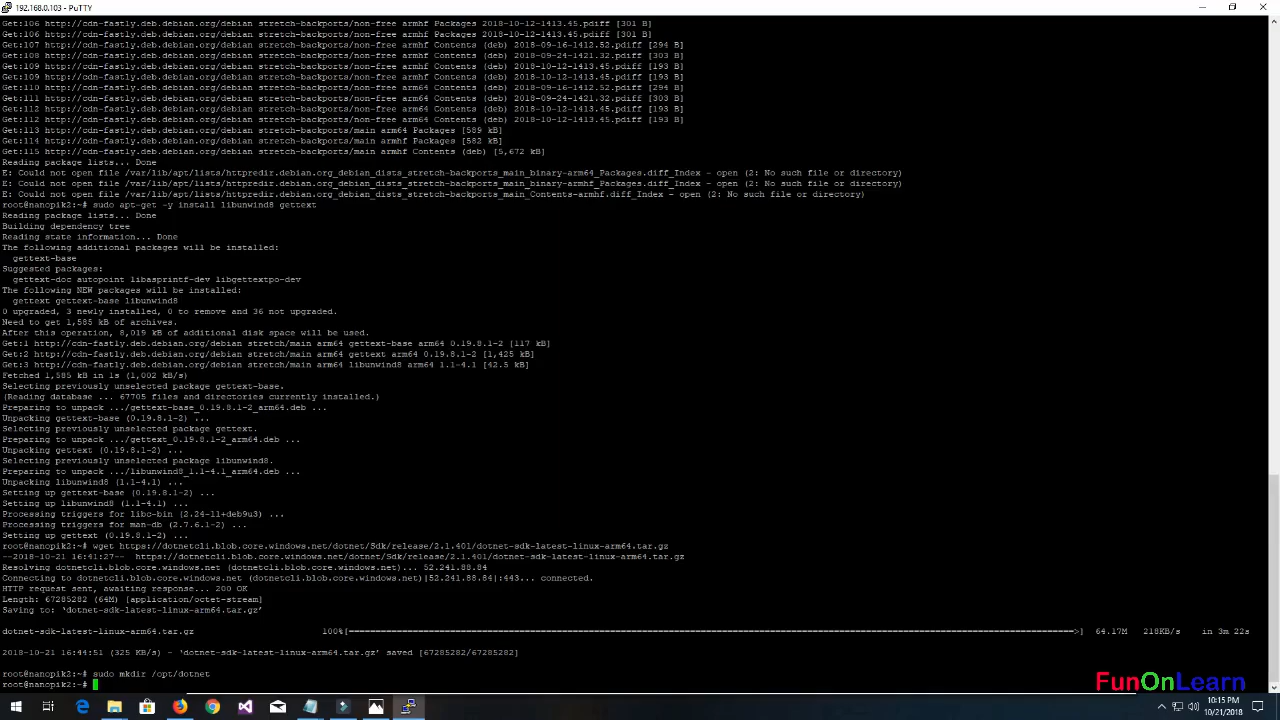 192.168.0.103 - PuTTY
Get:106 http://cdn-fastly.deb.debian.org/debian stretch-backports/non-free armhf Packages 2018-10-12-1413.45.pdiff [301 B]
Get:106 http://cdn-fastly.deb.debian.org/debian stretch-backports/non-free armhf Packages 2018-10-12-1413.45.pdiff [301 B]
Get:107 http://cdn-fastly.deb.debian.org/debian stretch-backports/non-free armhf Contents (deb) 2018-09-16-1412.52.pdiff [294 B]
Get:108 http://cdn-fastly.deb.debian.org/debian stretch-backports/non-free armhf Contents (deb) 2018-09-24-1421.32.pdiff [303 B]
Get:109 http://cdn-fastly.deb.debian.org/debian stretch-backports/non-free armhf Contents (deb) 2018-10-12-1413.45.pdiff [193 B]
Get:109 http://cdn-fastly.deb.debian.org/debian stretch-backports/non-free armhf Contents (deb) 2018-10-12-1413.45.pdiff [193 B]
Get:110 http://cdn-fastly.deb.debian.org/debian stretch-backports/non-free arm64 Contents (deb) 2018-09-16-1412.52.pdiff [294 B]
Get:111 http://cdn-fastly.deb.debian.org/debian stretch-backports/non-free arm64 Contents (deb) 2018-09-24-1421.32.pdiff [303 B]
Get:112 http://cdn-fastly.deb.debian.org/debian stretch-backports/non-free arm64 Contents (deb) 2018-10-12-1413.45.pdiff [193 B]
Get:112 http://cdn-fastly.deb.debian.org/debian stretch-backports/non-free arm64 Contents (deb) 2018-10-12-1413.45.pdiff [193 B]
Get:113 http://cdn-fastly.deb.debian.org/debian stretch-backports/main arm64 Packages [589 kB]
Get:114 http://cdn-fastly.deb.debian.org/debian stretch-backports/main armhf Packages [582 kB]
Get:115 http://cdn-fastly.deb.debian.org/debian stretch-backports/main armhf Contents (deb) [5,672 kB]
Reading package lists... Done
E: Could not open file /var/lib/apt/lists/httpredir.debian.org_debian_dists_stretch-backports_main_binary-arm64_Packages.diff_Index - open (2: No such file or directory)
E: Could not open file /var/lib/apt/lists/httpredir.debian.org_debian_dists_stretch-backports_main_binary-armhf_Packages.diff_Index - open (2: No such file or directory)
E: Could not open file /var/lib/apt/lists/httpredir.debian.org_debian_dists_stretch-backports_main_Contents-armhf.diff_Index - open (2: No such file or directory)
root@nanopik2:~# sudo apt-get -y install libunwind8 gettext
Reading package lists... Done
Building dependency tree
Reading state information... Done
The following additional packages will be installed:
gettext-base
Suggested packages:
gettext-doc autopoint libasprintf-dev libgettextpo-dev
The following NEW packages will be installed:
gettext gettext-base libunwind8
0 upgraded, 3 newly installed, 0 to remove and 36 not upgraded.
Need to get 1,585 kB of archives.
After this operation, 8,019 kB of additional disk space will be used.
Get:1 http://cdn-fastly.deb.debian.org/debian stretch/main arm64 gettext-base arm64 0.19.8.1-2 [117 kB]
Get:2 http://cdn-fastly.deb.debian.org/debian stretch/main arm64 gettext arm64 0.19.8.1-2 [1,425 kB]
Get:3 http://cdn-fastly.deb.debian.org/debian stretch/main arm64 libunwind8 arm64 1.1-4.1 [42.5 kB]
Fetched 1,585 kB in 1s (1,002 kB/s)
Selecting previously unselected package gettext-base.
(Reading database ... 67705 files and directories currently installed.)
Preparing to unpack .../gettext-base_0.19.8.1-2_arm64.deb ...
Unpacking gettext-base (0.19.8.1-2) ...
Selecting previously unselected package gettext.
Preparing to unpack .../gettext_0.19.8.1-2_arm64.deb ...
Unpacking gettext (0.19.8.1-2) ...
Selecting previously unselected package libunwind8.
Preparing to unpack .../libunwind8_1.1-4.1_arm64.deb ...
Unpacking libunwind8 (1.1-4.1) ...
Setting up gettext-base (0.19.8.1-2) ...
Setting up libunwind8 (1.1-4.1) ...
Processing triggers for libc-bin (2.24-11+deb9u3) ...
Processing triggers for man-db (2.7.6.1-2) ...
Setting up gettext (0.19.8.1-2) ...
root@nanopik2:~# wget https://dotnetcli.blob.core.windows.net/dotnet/Sdk/release/2.1.401/dotnet-sdk-latest-linux-arm64.tar.gz
--2018-10-21 16:41:27-- https://dotnetcli.blob.core.windows.net/dotnet/Sdk/release/2.1.401/dotnet-sdk-latest-linux-arm64.tar.gz
Resolving dotnetcli.blob.core.windows.net (dotnetcli.blob.core.windows.net)... 52.241.88.84
Connecting to dotnetcli.blob.core.windows.net (dotnetcli.blob.core.windows.net)|52.241.88.84|:443... connected.
HTTP request sent, awaiting response... 200 OK
Length: 67285282 (64M) [application/octet-stream]
Saving to: ‘dotnet-sdk-latest-linux-arm64.tar.gz’
dotnet-sdk-latest-linux-arm64.tar.gz 100%[==========================================>] 64.17M 218KB/s in 3m 22s
2018-10-21 16:44:51 (325 KB/s) - ‘dotnet-sdk-latest-linux-arm64.tar.gz’ saved [67285282/67285282]
root@nanopik2:~# sudo mkdir /opt/dotnet
root@nanopik2:~#
FunOnLearn
10:15 PM
10/21/2018